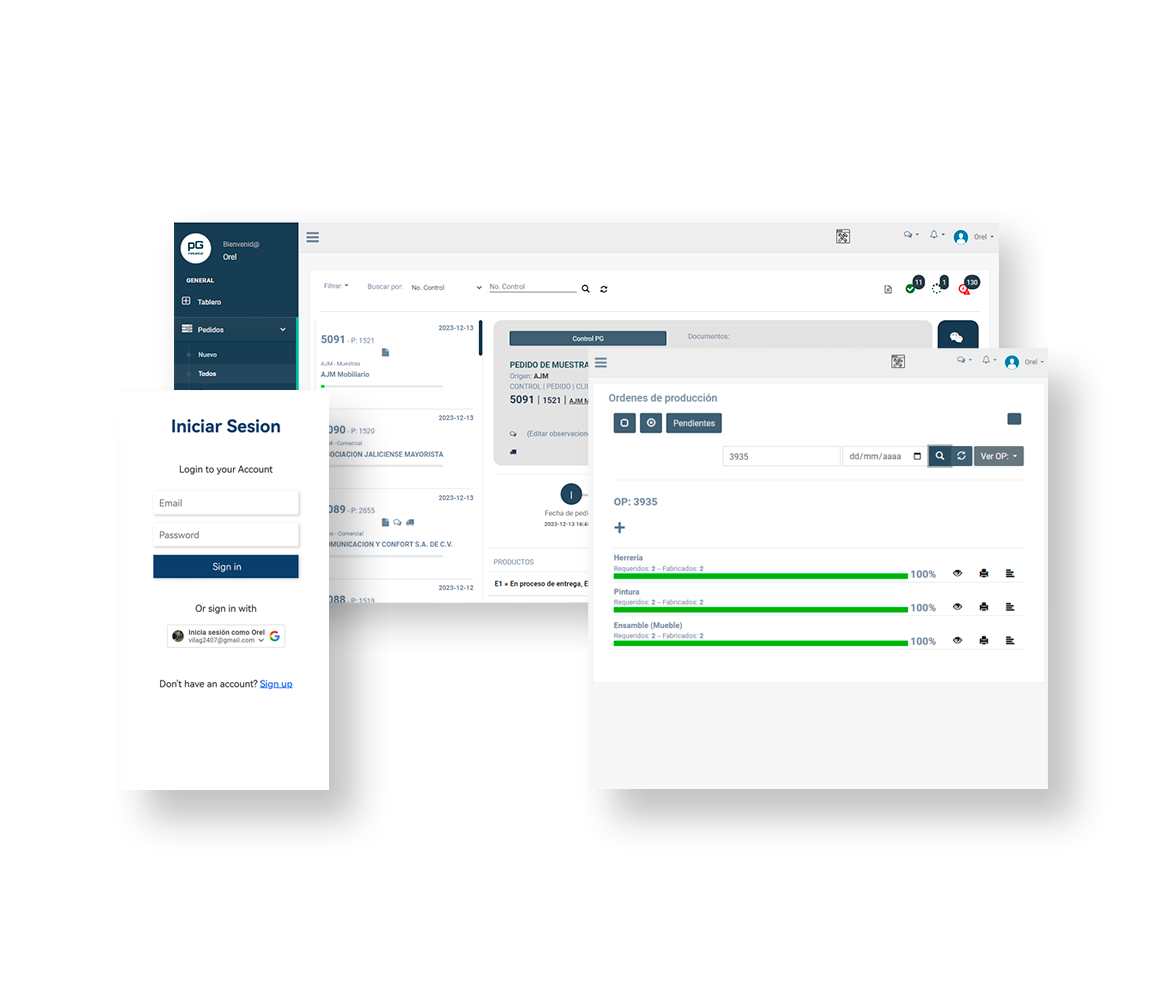 pG
Bienvenid@
Orel
GENERAL
Tablero
Pedidos
Nuevo
Todos
Orel
Filtrar:
Buscar por:
No. Control
No. Control
11
1
130
2023-12-13
5091 - P: 1521
AJM - Muestras
AJM Mobiliario
2023-12-13
090 - P: 1520
M - Comercial
OCIACION JALICIENSE MAYORISTA
2023-12-13
089 - P: 2855
o - Comercial
MUNICACION Y CONFORT S.A. DE C.V.
2023-12-12
088 - P: 1519
Control PG
Documentos:
PEDIDO DE MUESTRA
Origen: AJM
CONTROL | PEDIDO | CLIE
5091 | 1521 | AJM M
(Editar observacion
Fecha de pedi
2023-12-13 16:4
PRODUCTOS
E1 = En proceso de entrega, E
Iniciar Sesion
Login to your Account
Email
Password
Sign in
Or sign in with
Inicia sesión como Orel
vilag2407@gmail.com
Don't have an account? Sign up
Orel
Ordenes de producción
Pendientes
3935
dd/mm/aaaa
Ver OP:
OP: 3935
Herrería
Requeridos: 2 – Fabricados: 2
100%
Pintura
Requeridos: 2 – Fabricados: 2
100%
Ensamble (Mueble)
Requeridos: 2 – Fabricados: 2
100%